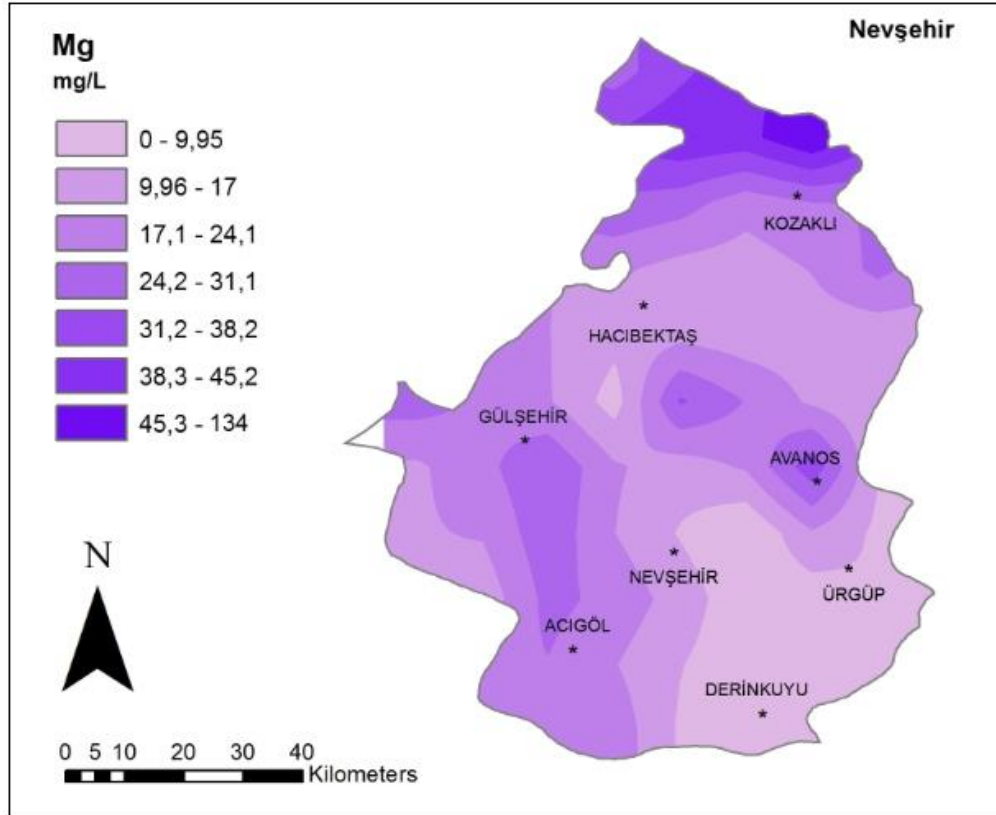 Nevşehir
Mg
mg/L
0 - 9,95
9,96 - 17
17,1 - 24,1
24,2 - 31,1
31,2 - 38,2
38,3 - 45,2
45,3 - 134
KOZAKLI
HACIBEKTAŞ
GÜLŞEHİR
AVANOS
NEVŞEHİR
ÜRGÜP
ACIGÖL
DERİNKUYU
N
0 5 10 20 30 40
Kilometers